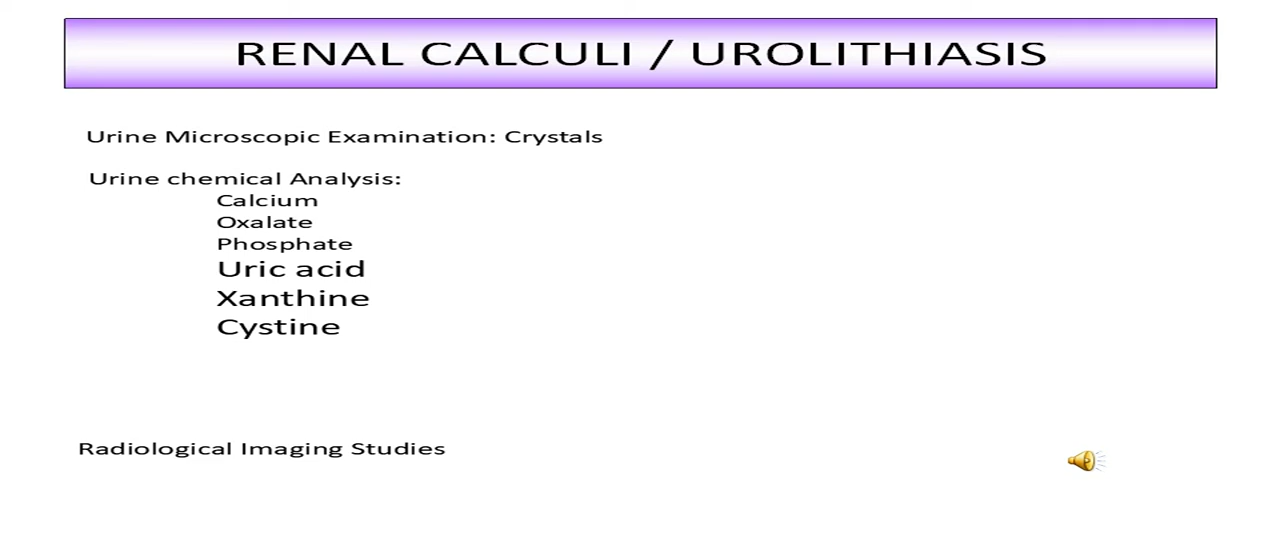 RENAL CALCULI / UROLITHIASIS
Urine Microscopic Examination: Crystals
Urine chemical Analysis:
Calcium
Oxalate
Phosphate
Uric acid
Xanthine
Cystine
Radiological Imaging Studies